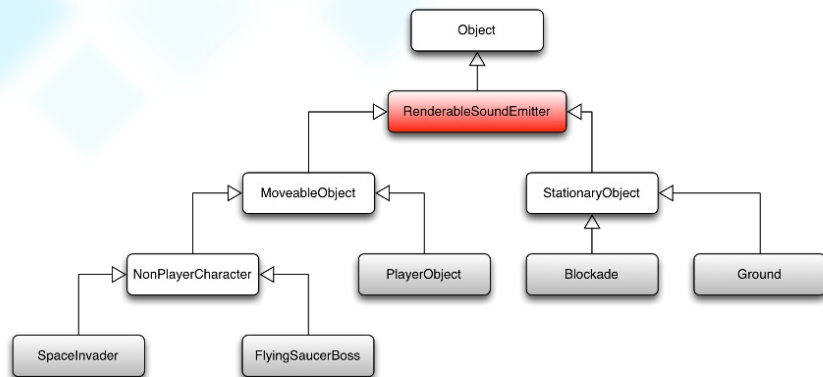 Object
RenderableSoundEmitter
MoveableObject
StationaryObject
NonPlayerCharacter
PlayerObject
Blockade
Ground
SpaceInvader
FlyingSaucerBoss